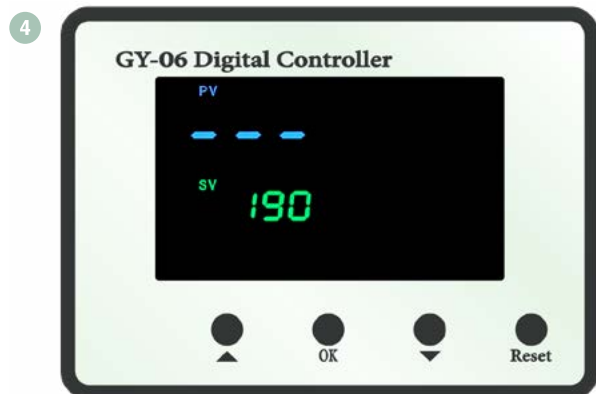 4
GY-06 Digital Controller
PV
- - -
SV
190
▲ OK ▼ Reset